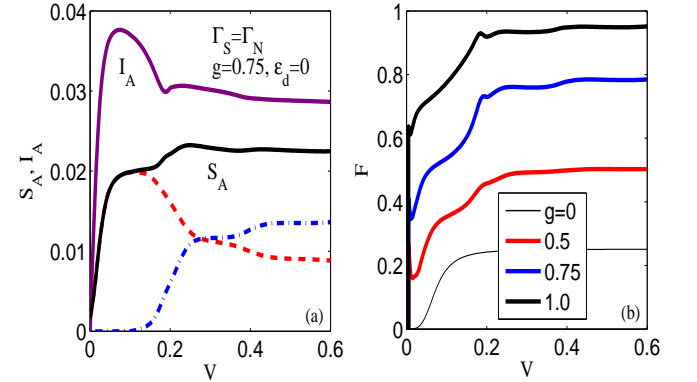 0.04
0.03
0.02
0.01
0
S_A, I_A
Γ_S=Γ_N
g=0.75, ε_d=0
I_A
S_A
(a)
0 0.2 0.4 0.6
V
1
0.8
0.6
0.4
0.2
0
F
g=0
0.5
0.75
1.0
(b)
0 0.2 0.4 0.6
V